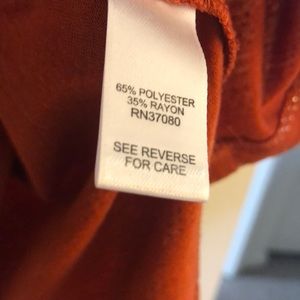 65% POLYESTER
35% RAYON
RN37080
SEE REVERSE
FOR CARE